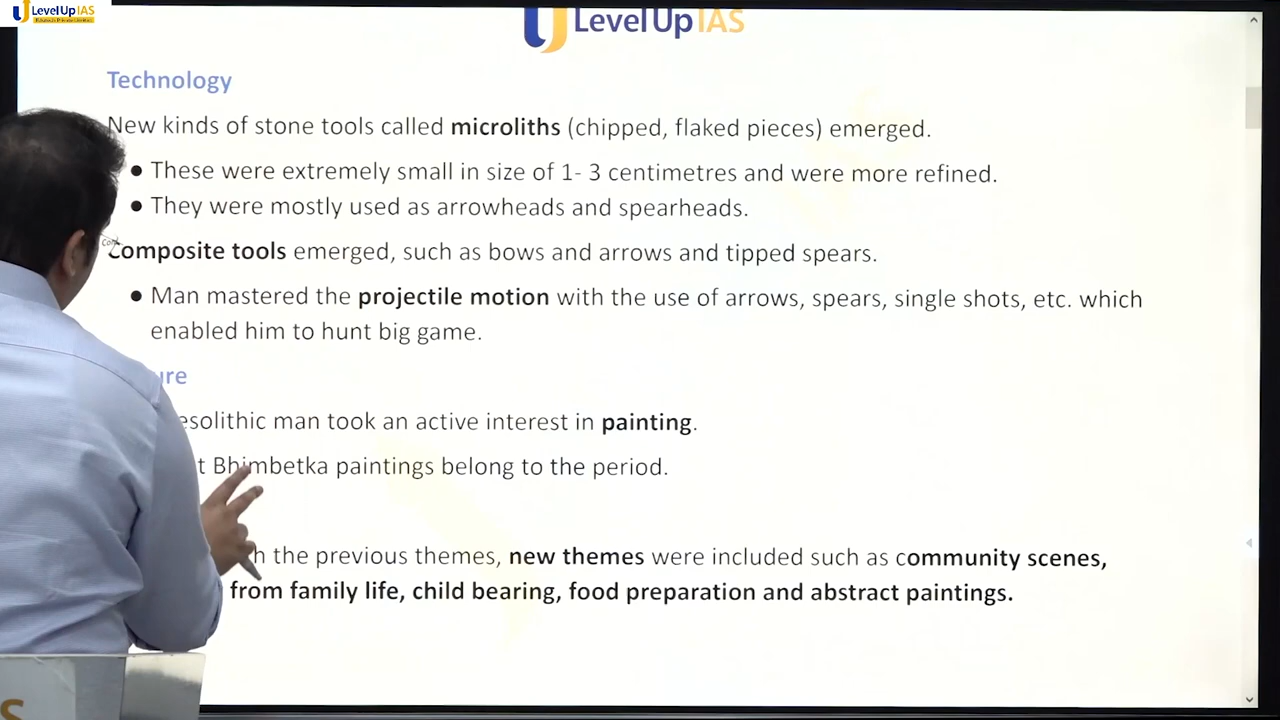 LevelUp IAS
LevelUp IAS
Technology
New kinds of stone tools called microliths (chipped, flaked pieces) emerged.
● These were extremely small in size of 1- 3 centimetres and were more refined.
● They were mostly used as arrowheads and spearheads.
Composite tools emerged, such as bows and arrows and tipped spears.
● Man mastered the projectile motion with the use of arrows, spears, single shots, etc. which
enabled him to hunt big game.
re
esolithic man took an active interest in painting.
t Bhimbetka paintings belong to the period.
h the previous themes, new themes were included such as community scenes,
from family life, child bearing, food preparation and abstract paintings.
S